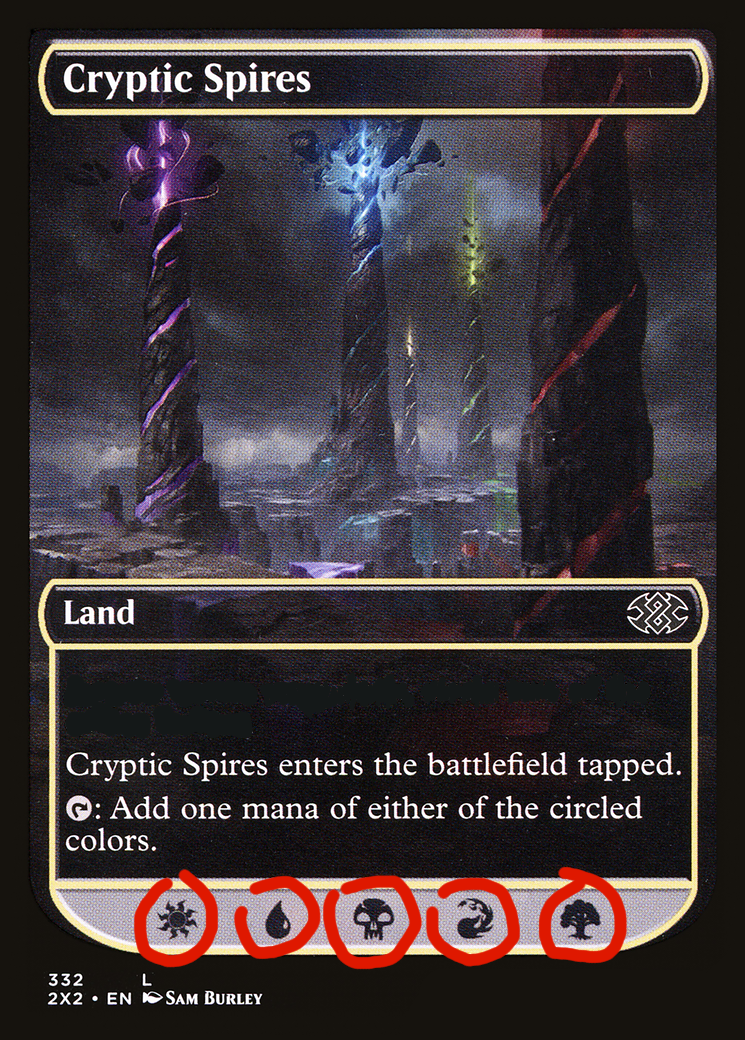 Cryptic Spires
Land
Cryptic Spires enters the battlefield tapped.
: Add one mana of either of the circled
colors.
332 L
2X2 • EN Sam Burley